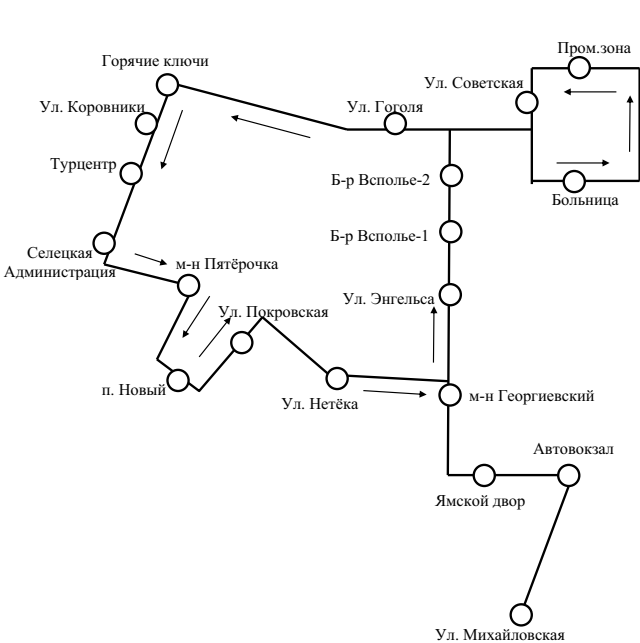 Пром.зона
Горячие ключи
Ул. Советская
Ул. Коровники
Ул. Гоголя
Турцентр
Б-р Всполье-2
Больница
Б-р Всполье-1
Селецкая
Администрация
м-н Пятёрочка
Ул. Энгельса
Ул. Покровская
п. Новый
Ул. Нетёка
м-н Георгиевский
Автовокзал
Ямской двор
Ул. Михайловская